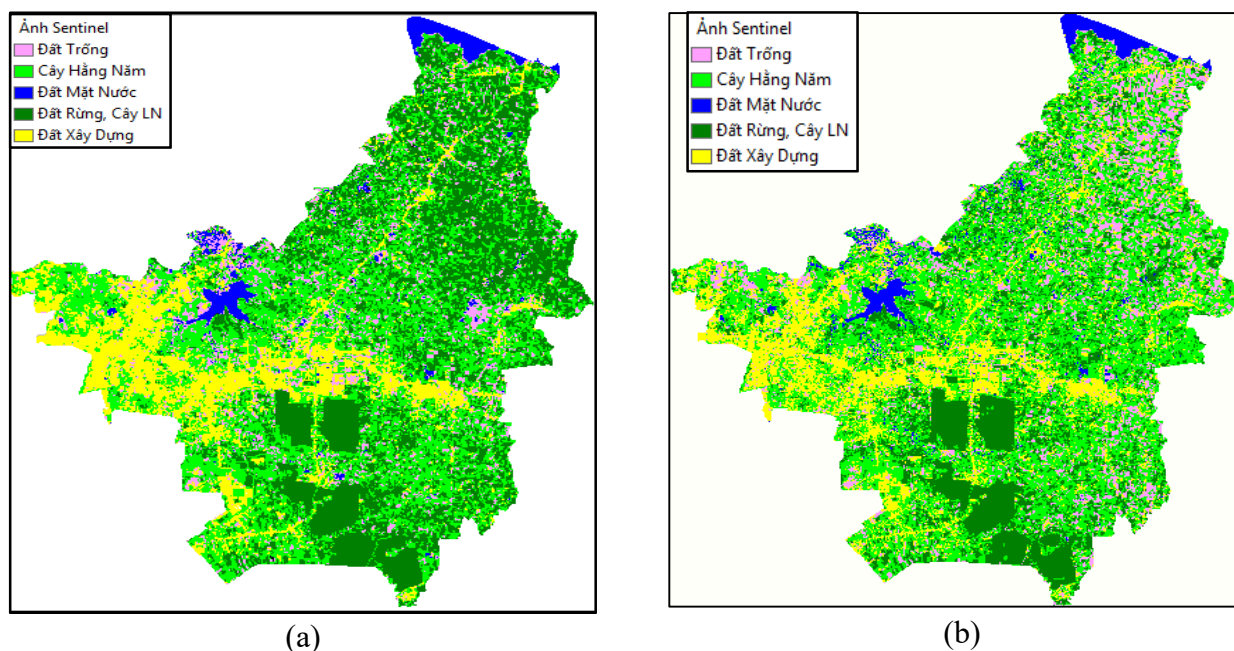 Ảnh Sentinel
Đất Trống
Cây Hằng Năm
Đất Mặt Nước
Đất Rừng, Cây LN
Đất Xây Dựng
(a)
Ảnh Sentinel
Đất Trống
Cây Hằng Năm
Đất Mặt Nước
Đất Rừng, Cây LN
Đất Xây Dựng
(b)